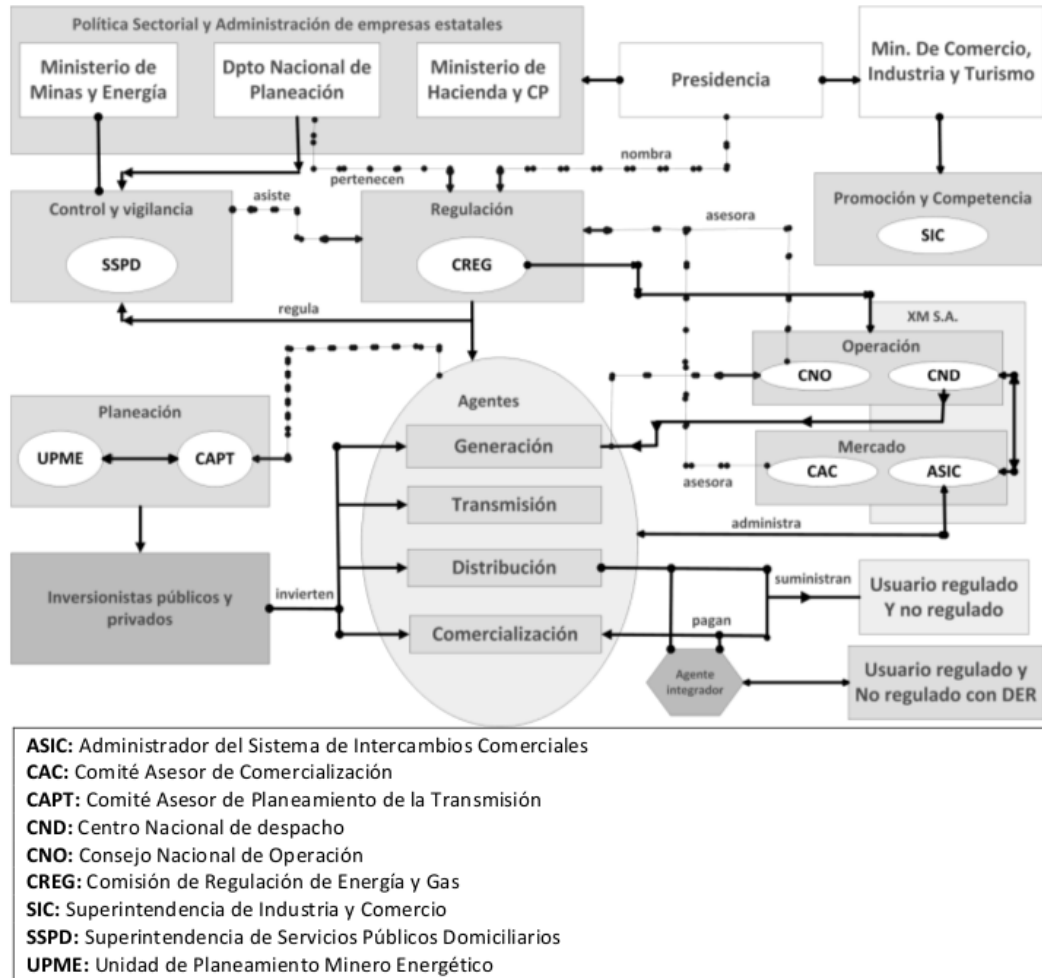 Política Sectorial y Administración de empresas estatales
Ministerio de
Minas y Energía
Dpto Nacional de
Planeación
Ministerio de
Hacienda y CP
Presidencia
Min. De Comercio,
Industria y Turismo
nombra
pertenecen
asiste
asesora
Control y vigilancia
SSPD
Regulación
CREG
Promoción y Competencia
SIC
regula
XM S.A.
Operación
CNO
CND
Planeación
UPME
CAPT
Agentes
Generación
Transmisión
Distribución
Comercialización
Mercado
CAC
ASIC
asesora
administra
Inversionistas públicos y
privados
invierten
suministran
pagan
Usuario regulado
Y no regulado
Agente
integrador
Usuario regulado y
No regulado con DER
ASIC: Administrador del Sistema de Intercambios Comerciales
CAC: Comité Asesor de Comercialización
CAPT: Comité Asesor de Planeamiento de la Transmisión
CND: Centro Nacional de despacho
CNO: Consejo Nacional de Operación
CREG: Comisión de Regulación de Energía y Gas
SIC: Superintendencia de Industria y Comercio
SSPD: Superintendencia de Servicios Públicos Domiciliarios
UPME: Unidad de Planeamiento Minero Energético